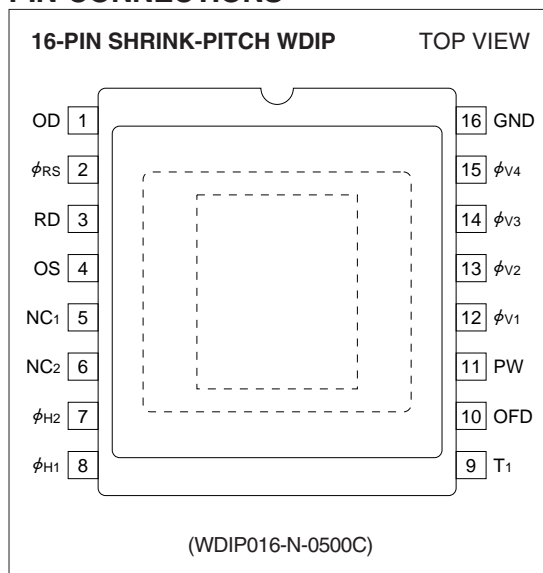 16-PIN SHRINK-PITCH WDIP TOP VIEW
OD 1 16 GND
ϕRS 2 15 ϕV4
RD 3 14 ϕV3
OS 4 13 ϕV2
NC1 5 12 ϕV1
NC2 6 11 PW
ϕH2 7 10 OFD
ϕH1 8 9 T1
(WDIP016-N-0500C)